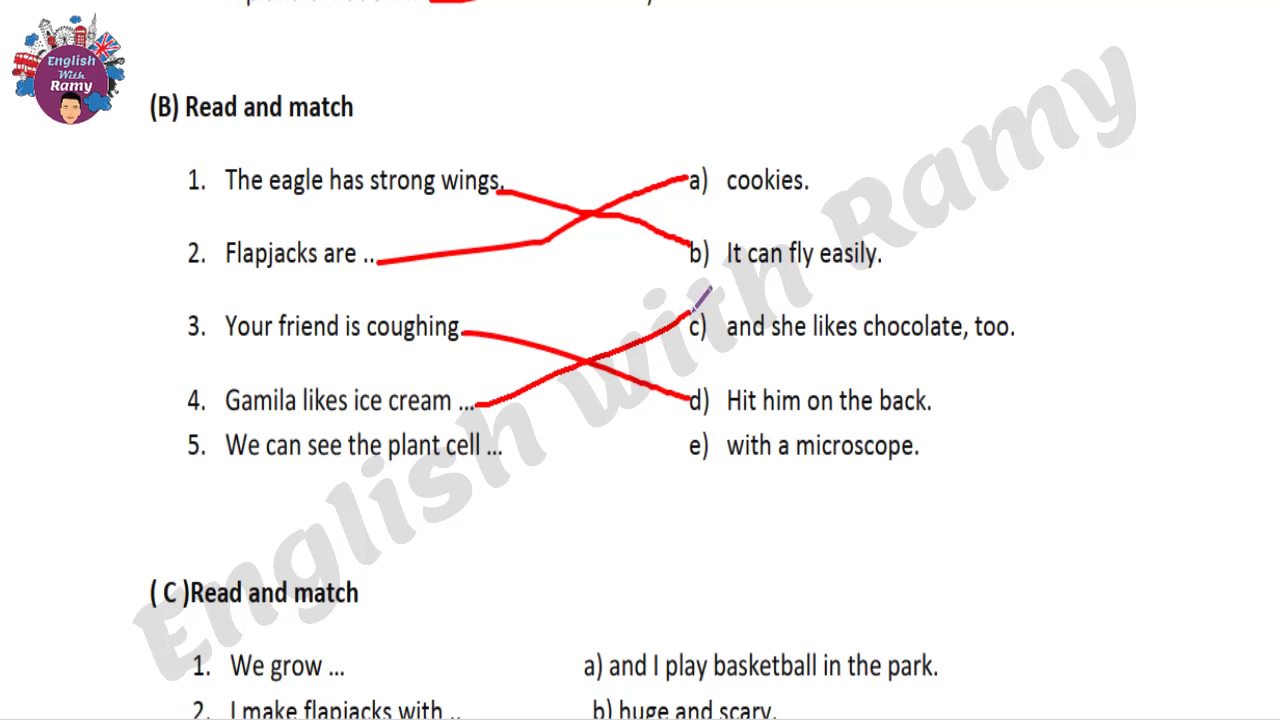 English
With
Ramy
(B) Read and match
1. The eagle has strong wings. a) cookies.
2. Flapjacks are .. b) It can fly easily.
3. Your friend is coughing c) and she likes chocolate, too.
4. Gamila likes ice cream ... d) Hit him on the back.
5. We can see the plant cell ... e) with a microscope.
( C )Read and match
1. We grow ... a) and I play basketball in the park.
2. I make flapjacks with .. b) huge and scary.
English with Ramy